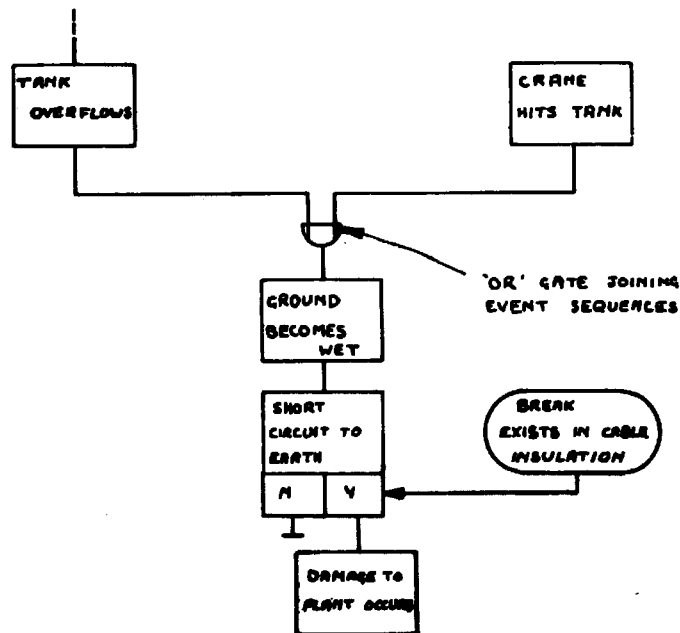 TANK
OVERFLOWS
CRANE
HITS TANK
'OR' GATE JOINING
EVENT SEQUENCES
GROUND
BECOMES
WET
SHORT
CIRCUIT TO
EARTH
N Y
BREAK
EXISTS IN CABLE
INSULATION
DAMAGE TO
PLANT OCCURS